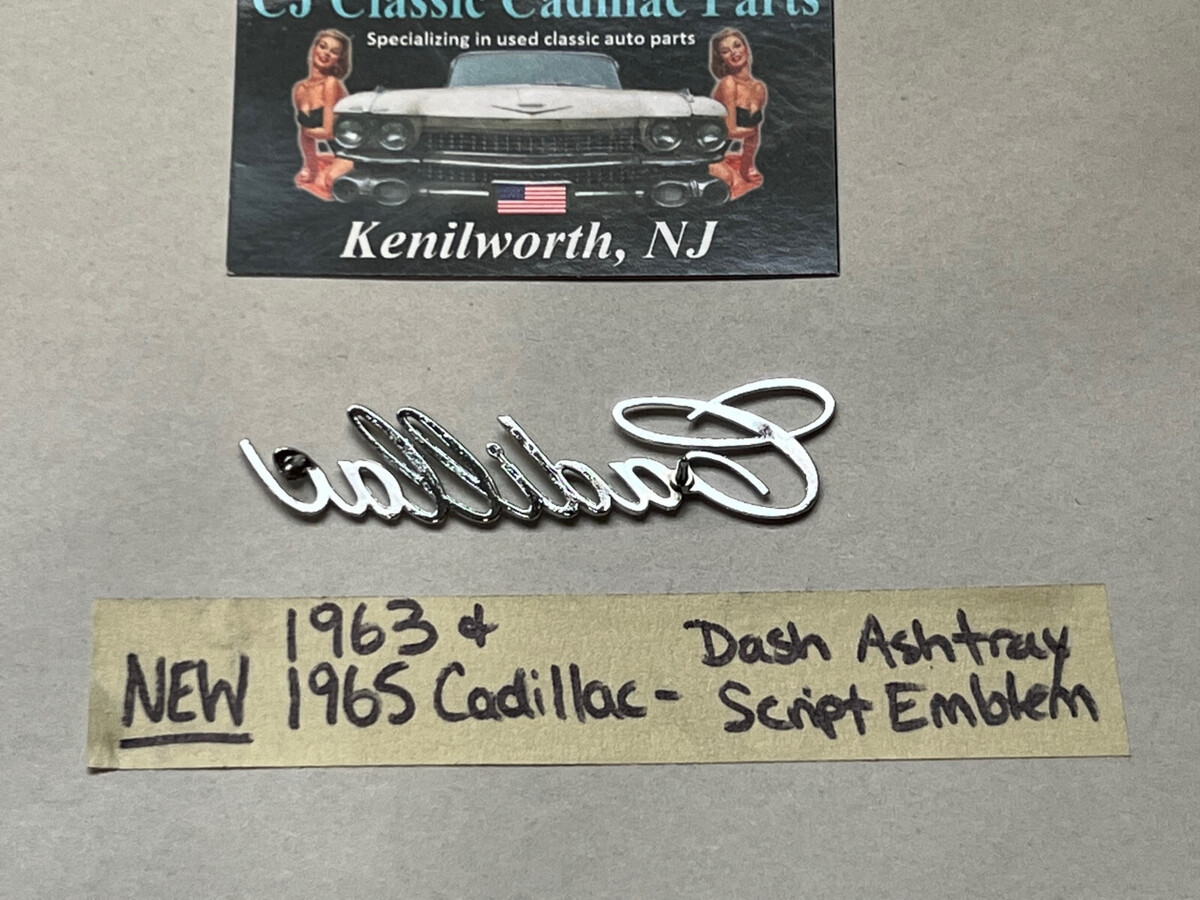 CJ Classic Cadillac Parts
Specializing in used classic auto parts
Kenilworth, NJ
Cadillac
1963 & Dash Ashtray
NEW 1965 Cadillac - Script Emblem